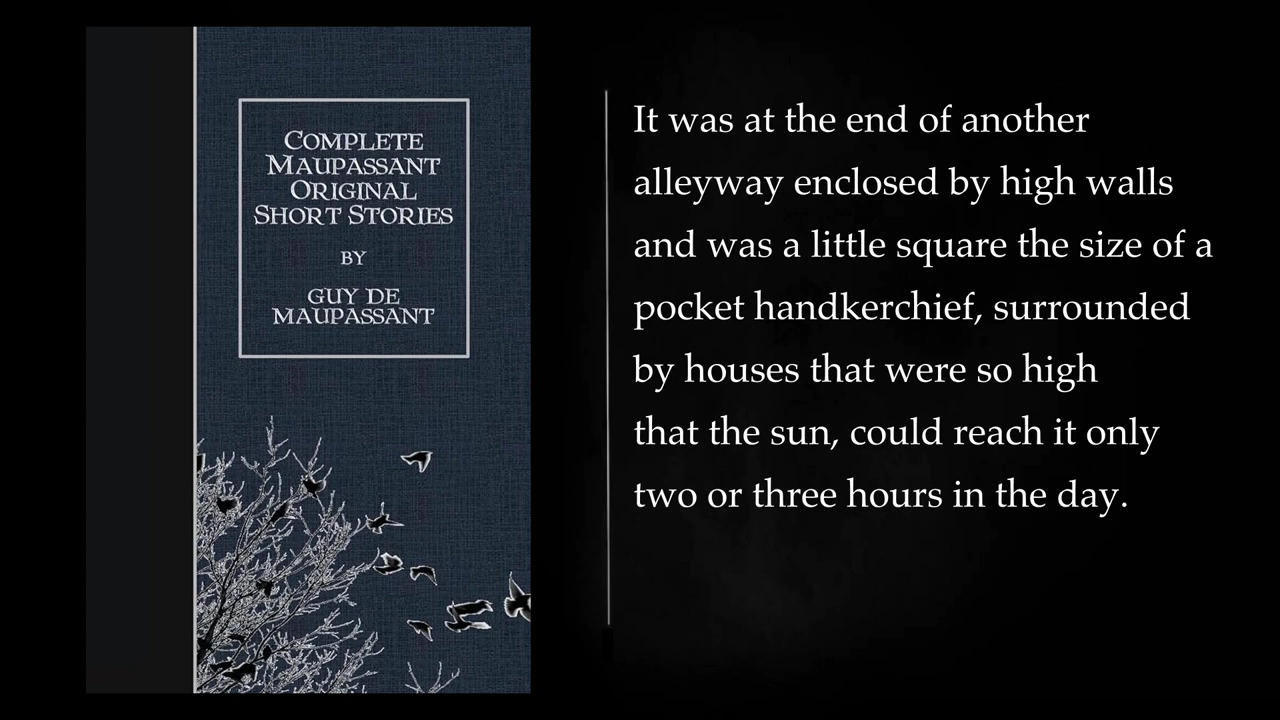 COMPLETE
MAUPASSANT
ORIGINAL
SHORT STORIES
BY
GUY DE
MAUPASSANT
It was at the end of another
alleyway enclosed by high walls
and was a little square the size of a
pocket handkerchief, surrounded
by houses that were so high
that the sun, could reach it only
two or three hours in the day.